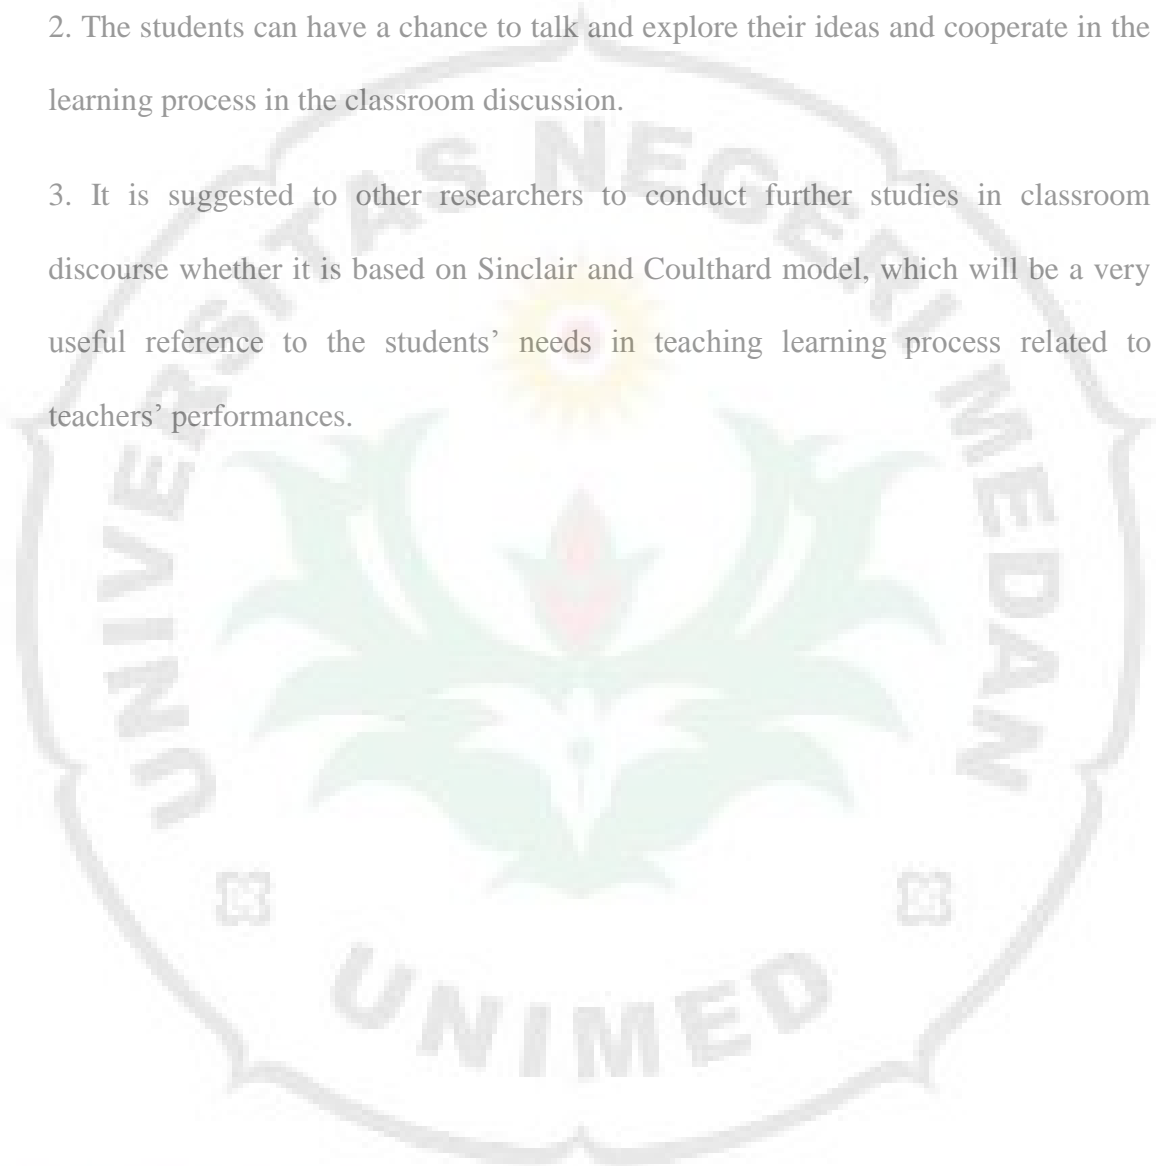 2. The students can have a chance to talk and explore their ideas and cooperate in the
learning process in the classroom discussion.
3. It is suggested to other researchers to conduct further studies in classroom
discourse whether it is based on Sinclair and Coulthard model, which will be a very
useful reference to the students’ needs in teaching learning process related to
teachers’ performances.
UNIVERSITAS NEGERI MEDAN
UNIMED